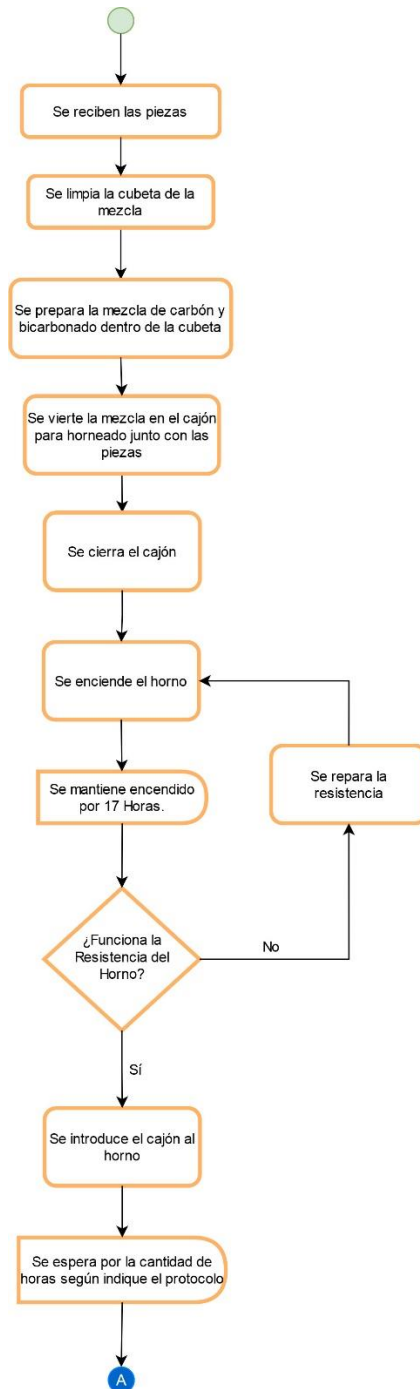 Se reciben las piezas
Se limpia la cubeta de la
mezcla
Se prepara la mezcla de carbón y
bicarbonado dentro de la cubeta
Se vierte la mezcla en el cajón
para horneado junto con las
piezas
Se cierra el cajón
Se enciende el horno
Se mantiene encendido
por 17 Horas.
Se repara la
resistencia
¿Funciona la
Resistencia del
Horno?
No
Sí
Se introduce el cajón al
horno
Se espera por la cantidad de
horas según indique el protocolo
A